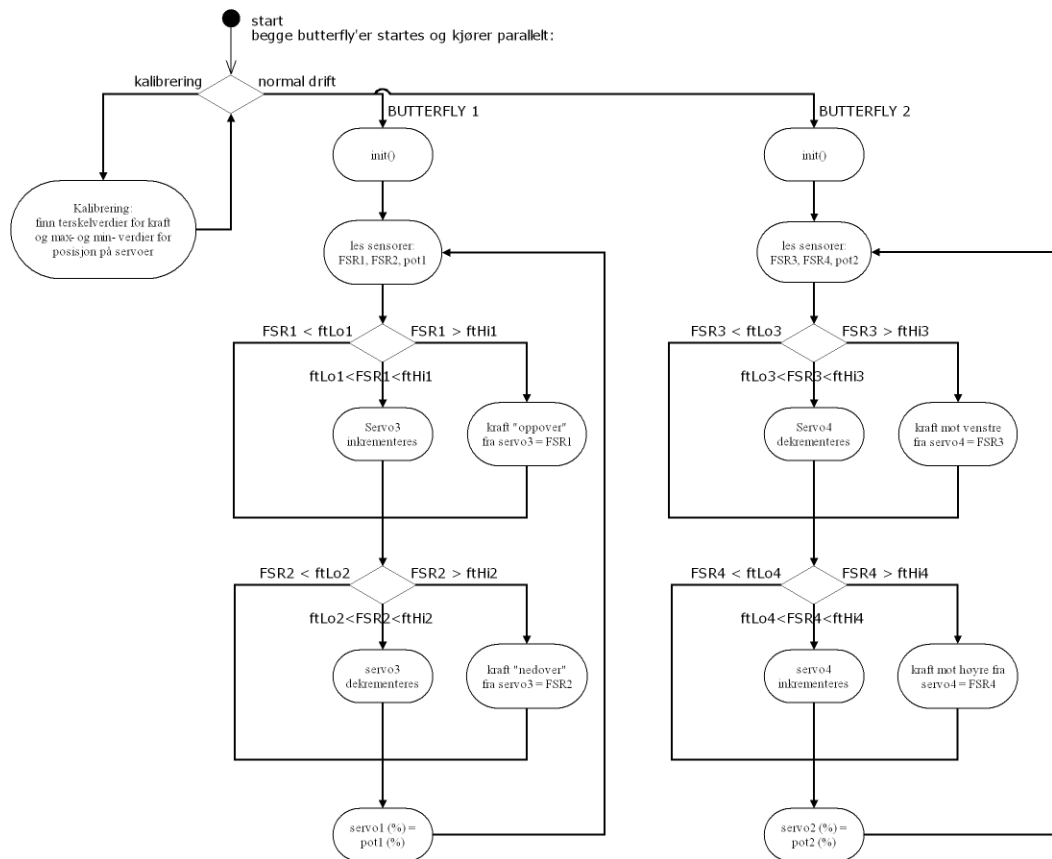 start
begge butterfly'er startes og kjører parallelt:
kalibrering
normal drift
Kalibrering:
finn terskelverdier for kraft
og max- og min- verdier for
posisjon på servoer
BUTTERFLY 1
init()
les sensorer:
FSR1, FSR2, pot1
FSR1 < ftLo1
FSR1 > ftHi1
ftLo1<FSR1<ftHi1
Servo3
inkrementeres
kraft "oppover"
fra servo3 = FSR1
FSR2 < ftLo2
FSR2 > ftHi2
ftLo2<FSR2<ftHi2
servo3
dekrementeres
kraft "nedover"
fra servo3 = FSR2
servo1 (%) =
pot1 (%)
BUTTERFLY 2
init()
les sensorer:
FSR3, FSR4, pot2
FSR3 < ftLo3
FSR3 > ftHi3
ftLo3<FSR3<ftHi3
Servo4
dekrementeres
kraft mot venstre
fra servo4 = FSR3
FSR4 < ftLo4
FSR4 > ftHi4
ftLo4<FSR4<ftHi4
servo4
inkrementeres
kraft mot høyre fra
servo4 = FSR4
servo2 (%) =
pot2 (%)